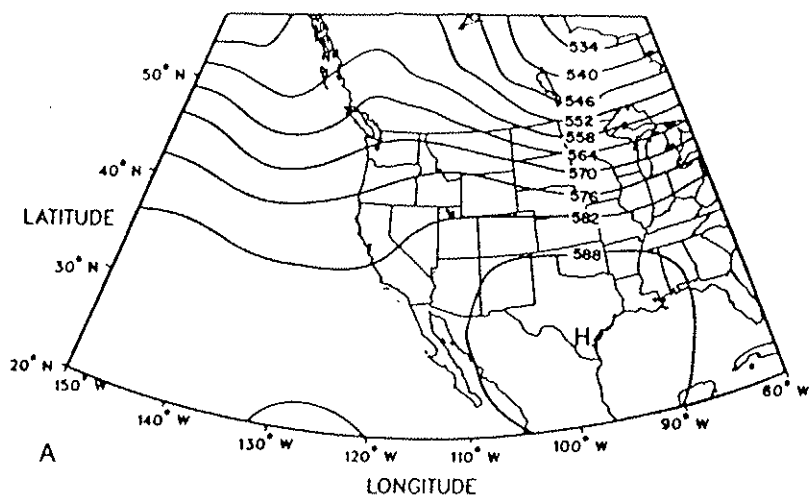 534
540
50° N
546
552
558
564
40° N
570
576
LATITUDE
582
588
30° N
H
20° N
150° W
60° W
140° W
90° W
130° W
100° W
120° W
110° W
A
LONGITUDE